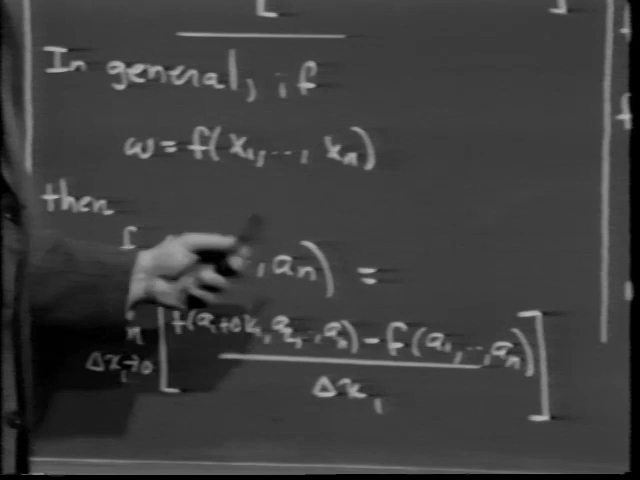 In general, if
w = f(x₁, ..., xₙ)
then
f , aₙ) =
[f(a₁+Δx₁, a₂, .., aₙ) - f(a₁, .., aₙ)]
Δx₁→0
Δx₁